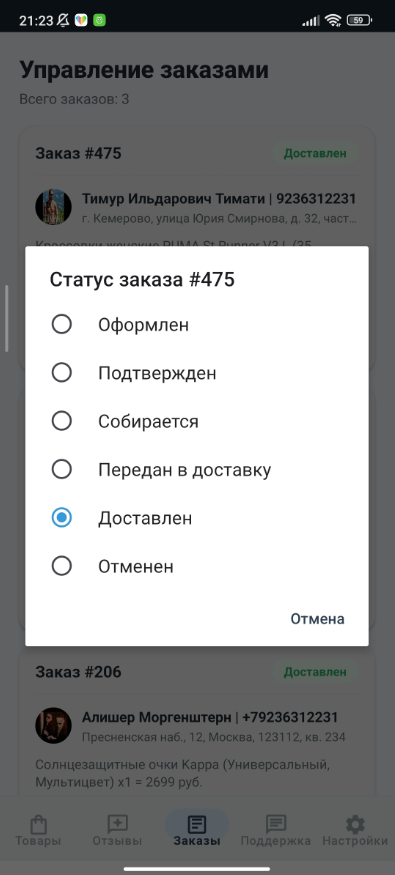 21:23
59
Управление заказами
Всего заказов: 3
Заказ #475
Доставлен
Тимур Ильдарович Тимати | 9236312231
г. Кемерово, улица Юрия Смирнова, д. 32, част...
Кроссовки женские PUMA St Runner V3 L (35
Статус заказа #475
Оформлен
Подтвержден
Собирается
Передан в доставку
Доставлен
Отменен
Отмена
Заказ #206
Доставлен
Алишер Моргенштерн | +79236312231
Пресненская наб., 12, Москва, 123112, кв. 234
Солнцезащитные очки Kappa (Универсальный,
Мультицвет) x1 = 2699 руб.
Товары
Отзывы
Заказы
Поддержка
Настройки